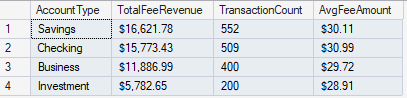 AccountType TotalFeeRevenue TransactionCount AvgFeeAmount
1 Savings $16,621.78 552 $30.11
2 Checking $15,773.43 509 $30.99
3 Business $11,886.99 400 $29.72
4 Investment $5,782.65 200 $28.91